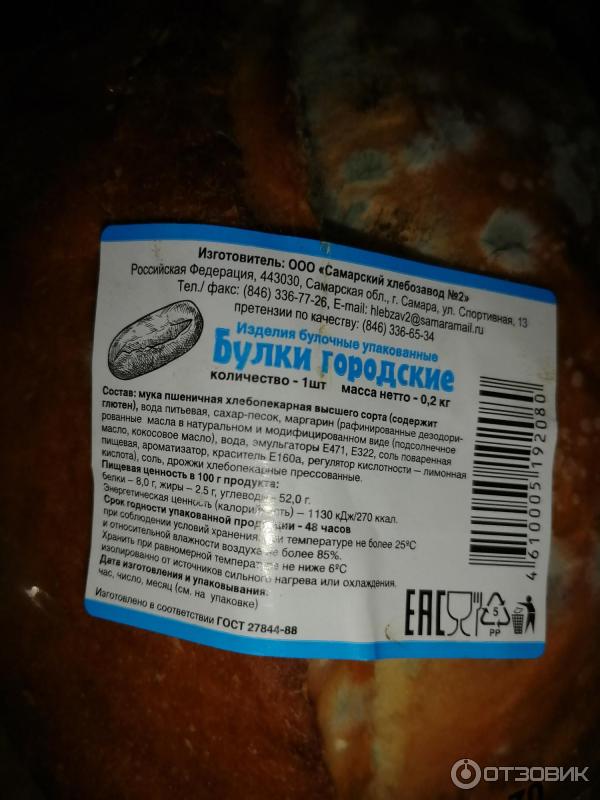 Изготовитель: ООО «Самарский хлебозавод №2»
Российская Федерация, 443030, Самарская обл., г. Самара, ул. Спортивная, 13
Тел./ факс: (846) 336-77-26, E-mail: hlebzav2@samaramail.ru
претензии по качеству: (846) 336-65-34
Изделия булочные упакованные
Булки городские
количество - 1шт масса нетто - 0,2 кг
Состав: мука пшеничная хлебопекарная высшего сорта (содержит
глютен), вода питьевая, сахар-песок, маргарин (рафинированные дезодори-
рованные масла в натуральном и модифицированном виде (подсолнечное
масло, кокосовое масло), вода, эмульгаторы Е471, Е322, соль поваренная
пищевая, ароматизатор, краситель Е160а, регулятор кислотности – лимонная
кислота), соль, дрожжи хлебопекарные прессованные.
Пищевая ценность в 100 г продукта:
белки – 8,0 г, жиры – 2,5 г, углеводы – 52,0 г.
Энергетическая ценность (калорийность) – 1130 кДж/270 ккал.
Срок годности упакованной продукции - 48 часов
при соблюдении условий хранения при температуре не более 25°С
и относительной влажности воздуха не более 85%.
Хранить при равномерной температуре не ниже 6°С
изолированно от источников сильного нагрева или охлаждения.
Дата изготовления и упаковывания:
час, число, месяц (см. на упаковке)
Изготовлено в соответствии ГОСТ 27844-88
4 610005 192080
EAC
5
PP
ОТЗОВИК